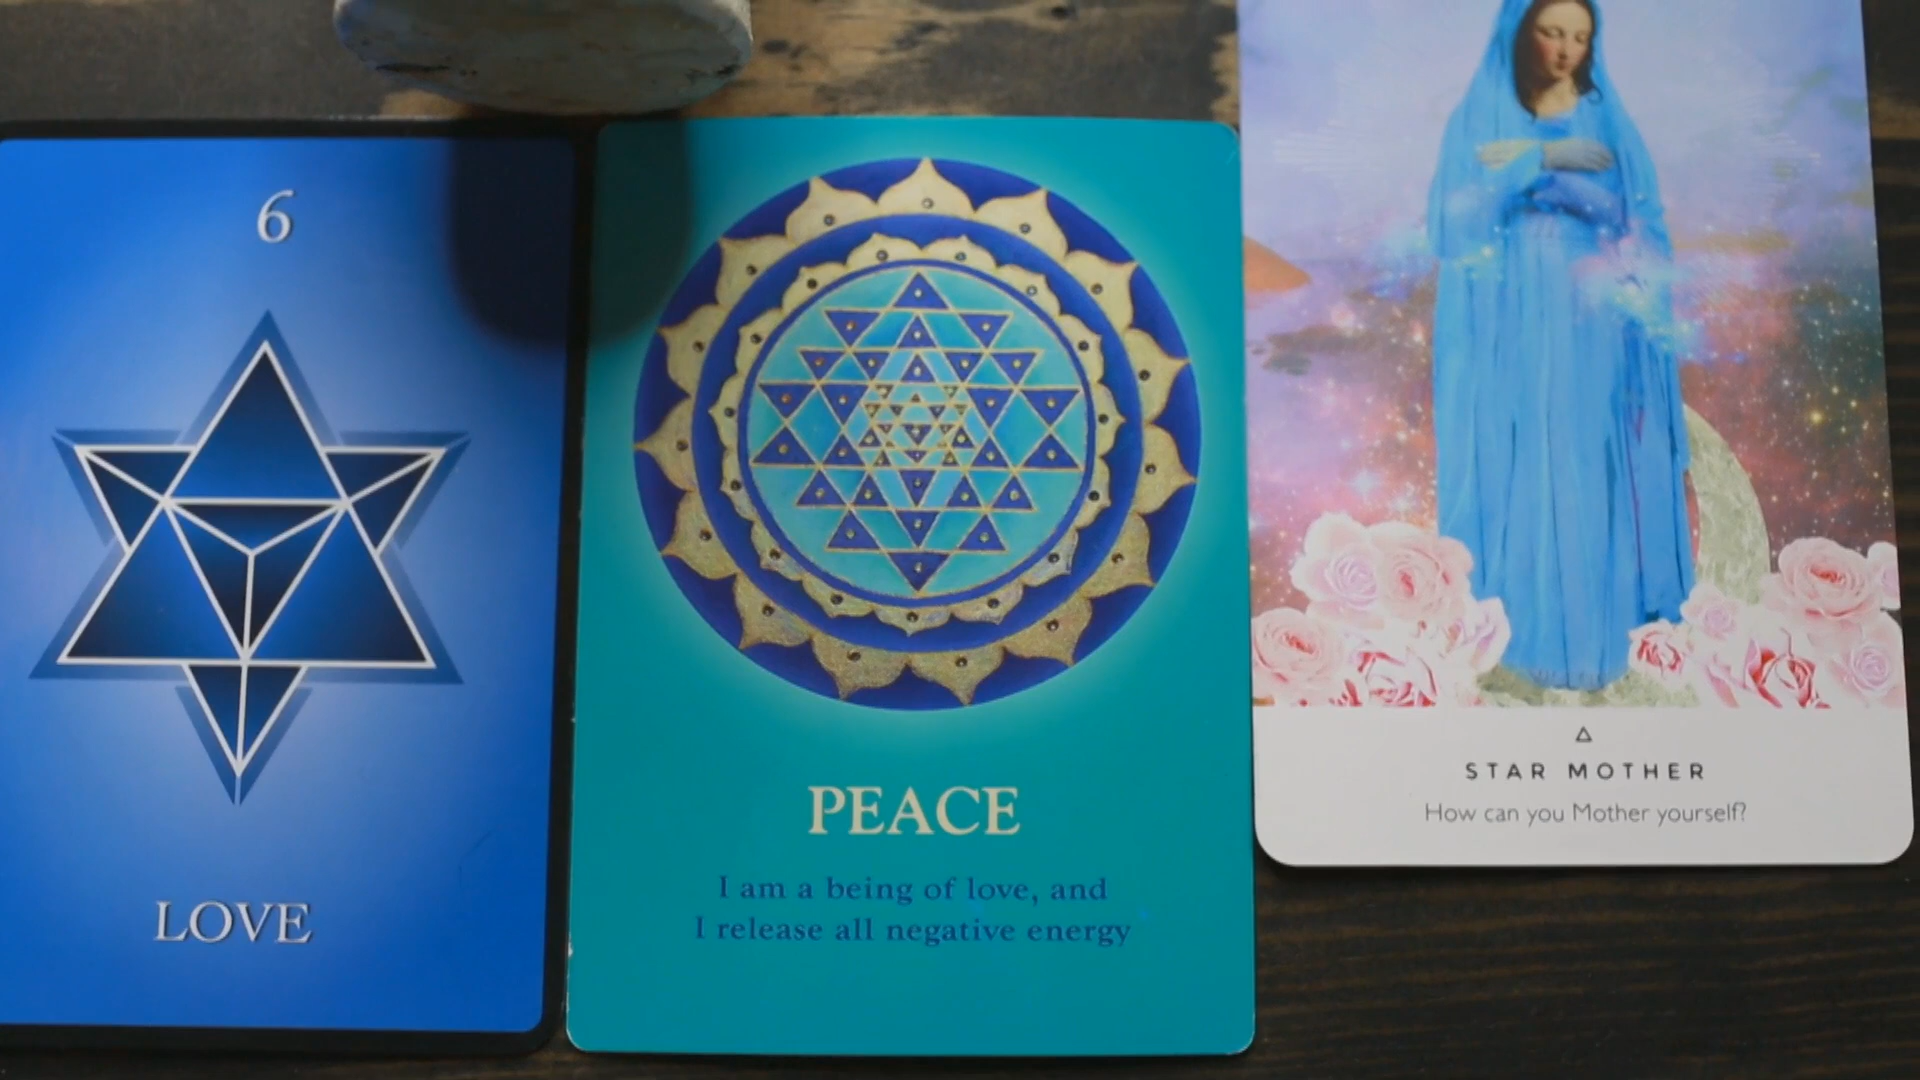 6
LOVE
PEACE
I am a being of love, and
I release all negative energy
STAR MOTHER
How can you Mother yourself?